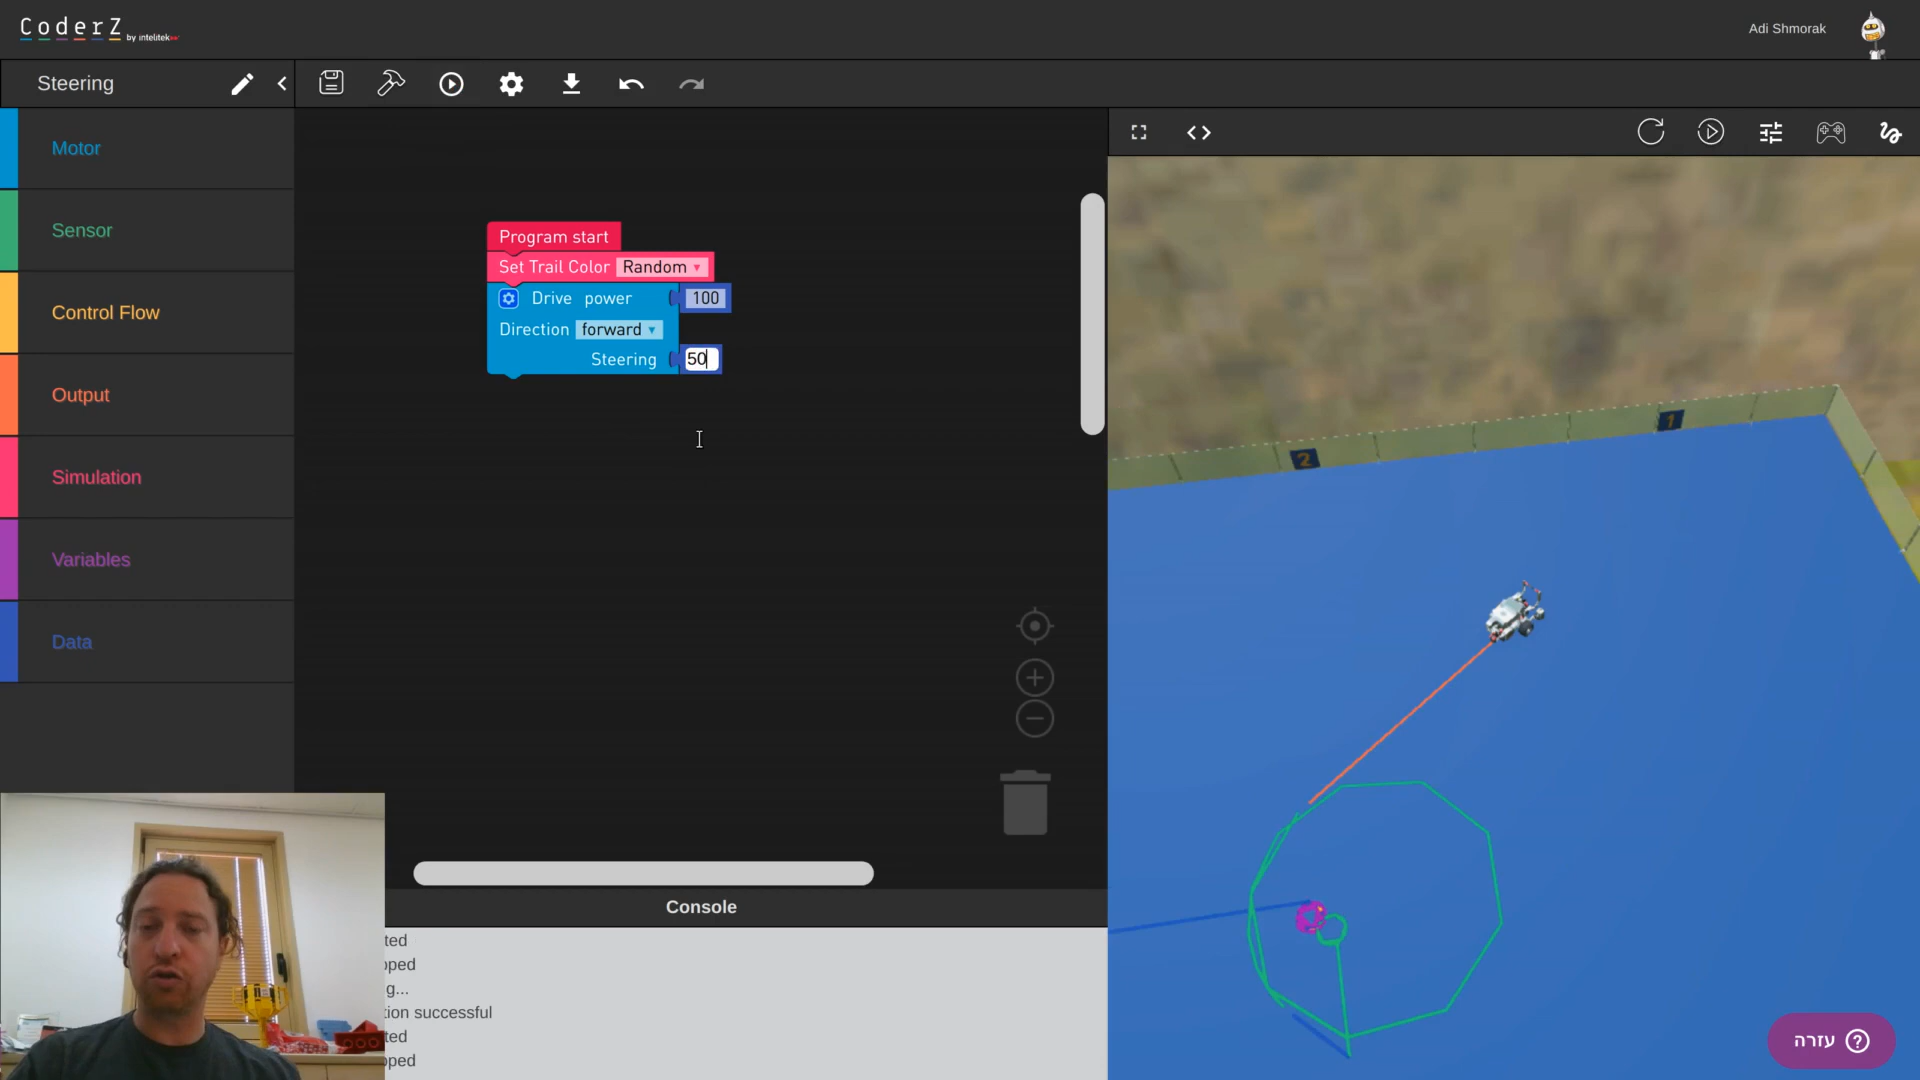 CoderZ
by intelitek
Adi Shmorak
Steering
Motor
Sensor
Control Flow
Output
Simulation
Variables
Data
Program start
Set Trail Color Random
Drive power 100
Direction forward
Steering 50
2
1
Console
ted
pped
g...
tion successful
ted
pped
עזרה